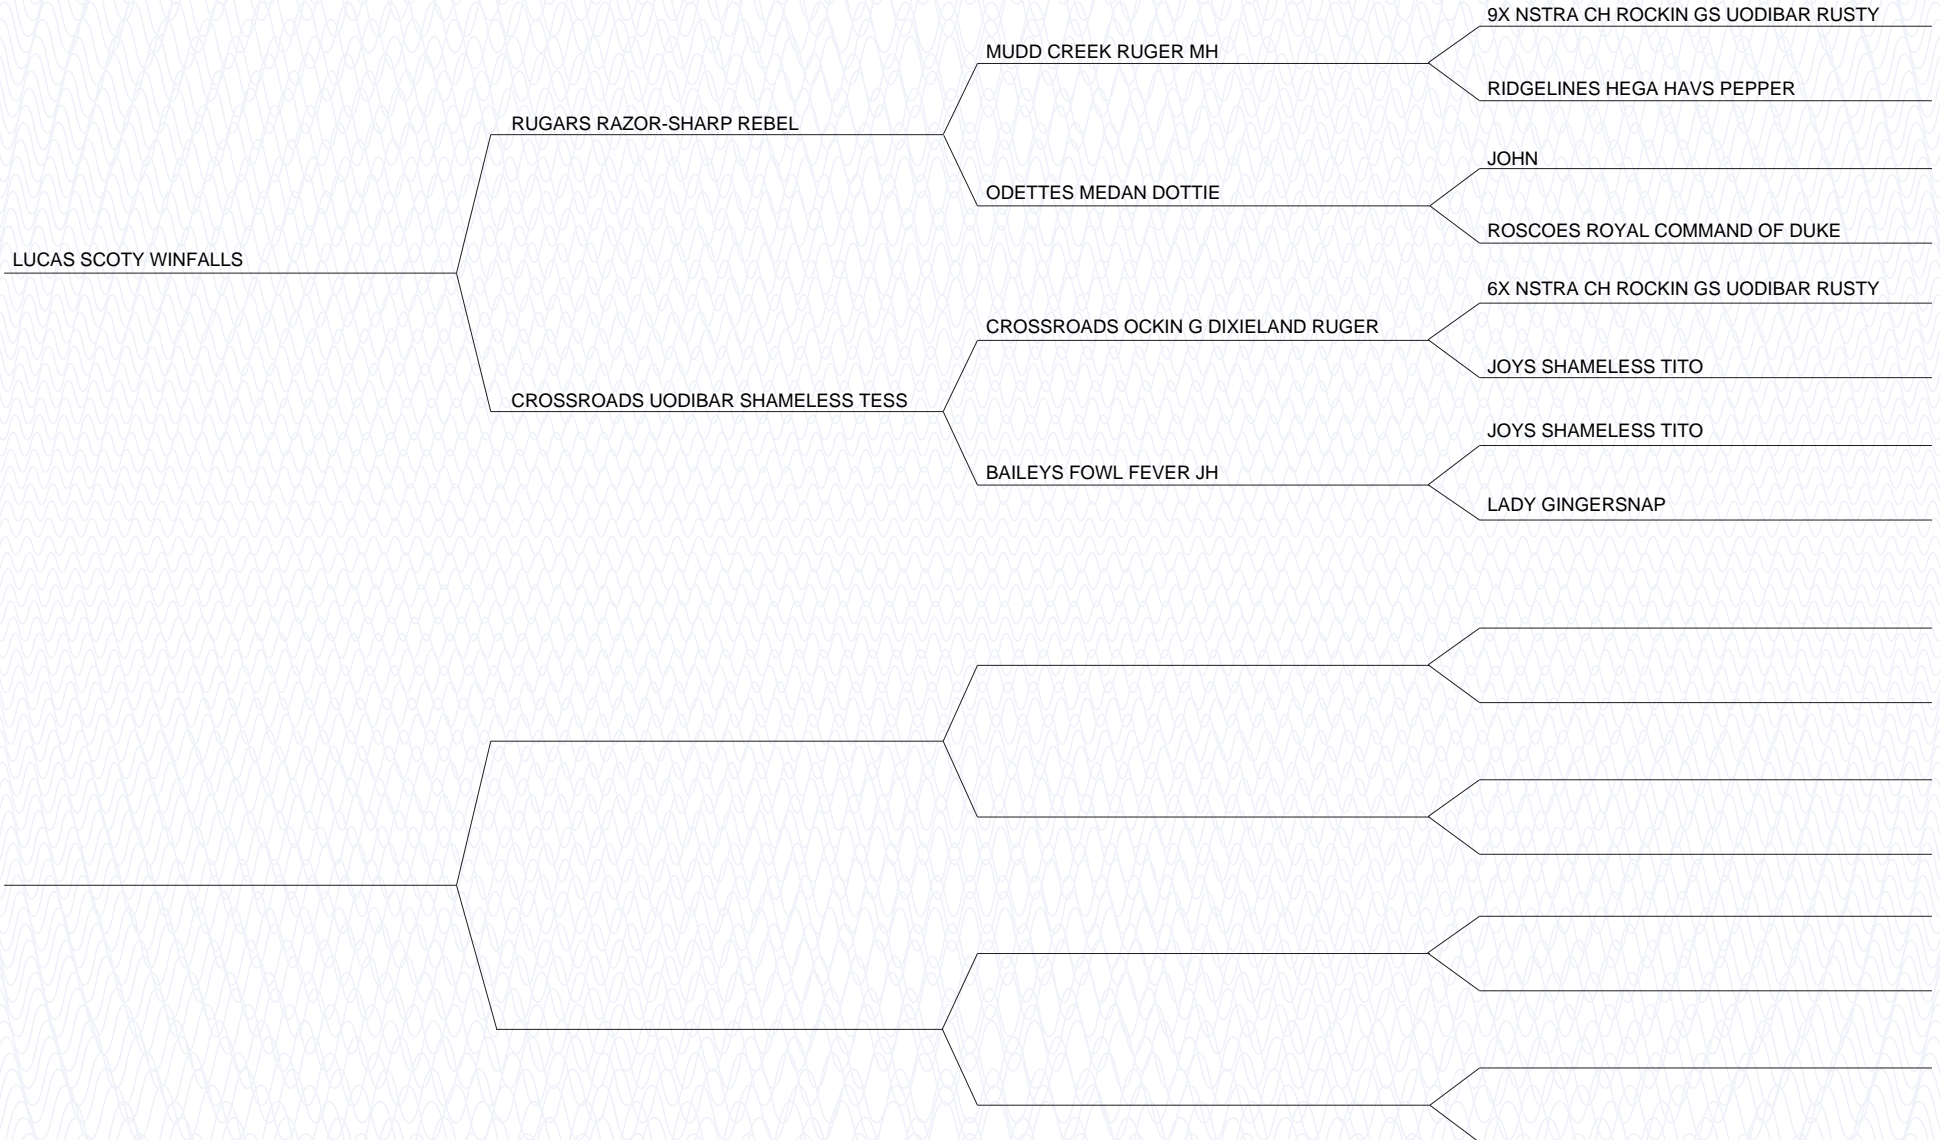 9X NSTRA CH ROCKIN GS UODIBAR RUSTY
MUDD CREEK RUGER MH
RIDGELINES HEGA HAVS PEPPER
RUGARS RAZOR-SHARP REBEL
JOHN
ODETTES MEDAN DOTTIE
ROSCOES ROYAL COMMAND OF DUKE
LUCAS SCOTY WINFALLS
6X NSTRA CH ROCKIN GS UODIBAR RUSTY
CROSSROADS OCKIN G DIXIELAND RUGER
JOYS SHAMELESS TITO
CROSSROADS UODIBAR SHAMELESS TESS
JOYS SHAMELESS TITO
BAILEYS FOWL FEVER JH
LADY GINGERSNAP